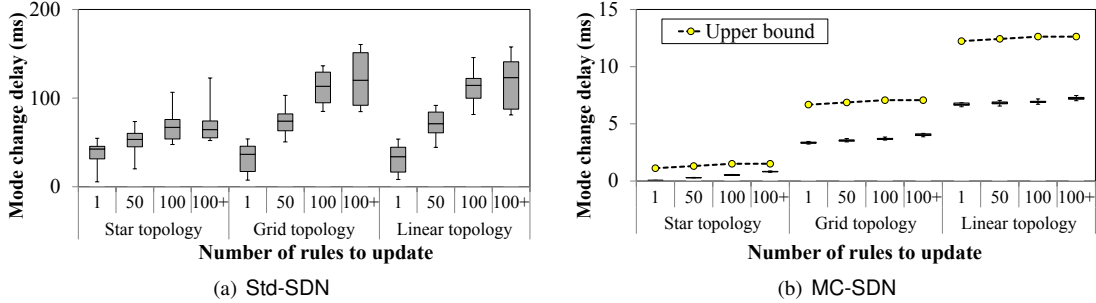 Mode change delay (ms)
200
100
0
1 50 100 100+ 1 50 100 100+ 1 50 100 100+
Star topology Grid topology Linear topology
Number of rules to update
(a) Std-SDN
Mode change delay (ms)
15
10
5
0
Upper bound
1 50 100 100+ 1 50 100 100+ 1 50 100 100+
Star topology Grid topology Linear topology
Number of rules to update
(b) MC-SDN